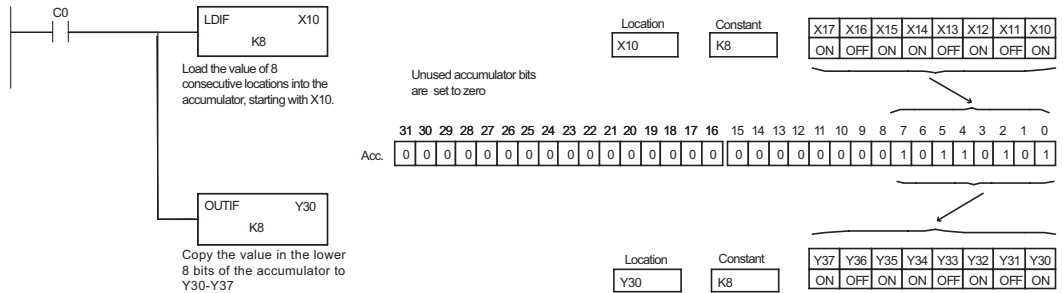 C0
LDIF X10
K8
Load the value of 8
consecutive locations into the
accumulator, starting with X10.
Location
X10
Constant
K8
X17 X16 X15 X14 X13 X12 X11 X10
ON OFF ON ON OFF ON OFF ON
Unused accumulator bits
are set to zero
31 30 29 28 27 26 25 24 23 22 21 20 19 18 17 16 15 14 13 12 11 10 9 8 7 6 5 4 3 2 1 0
Acc. 0 0 0 0 0 0 0 0 0 0 0 0 0 0 0 0 0 0 0 0 0 0 0 0 1 0 1 1 0 1 0 1
OUTIF Y30
K8
Copy the value in the lower
8 bits of the accumulator to
Y30-Y37
Location
Y30
Constant
K8
Y37 Y36 Y35 Y34 Y33 Y32 Y31 Y30
ON OFF ON ON OFF ON OFF ON